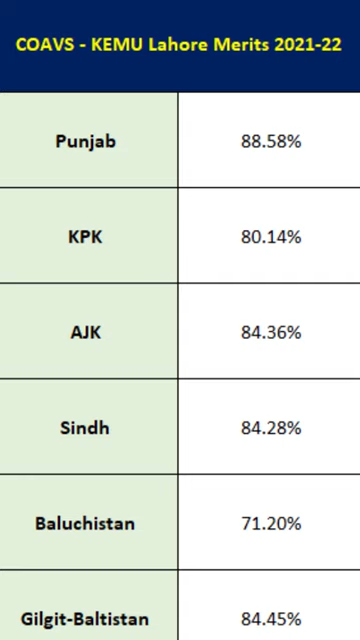 COAVS - KEMU Lahore Merits 2021-22
Punjab 88.58%
KPK 80.14%
AJK 84.36%
Sindh 84.28%
Baluchistan 71.20%
Gilgit-Baltistan 84.45%